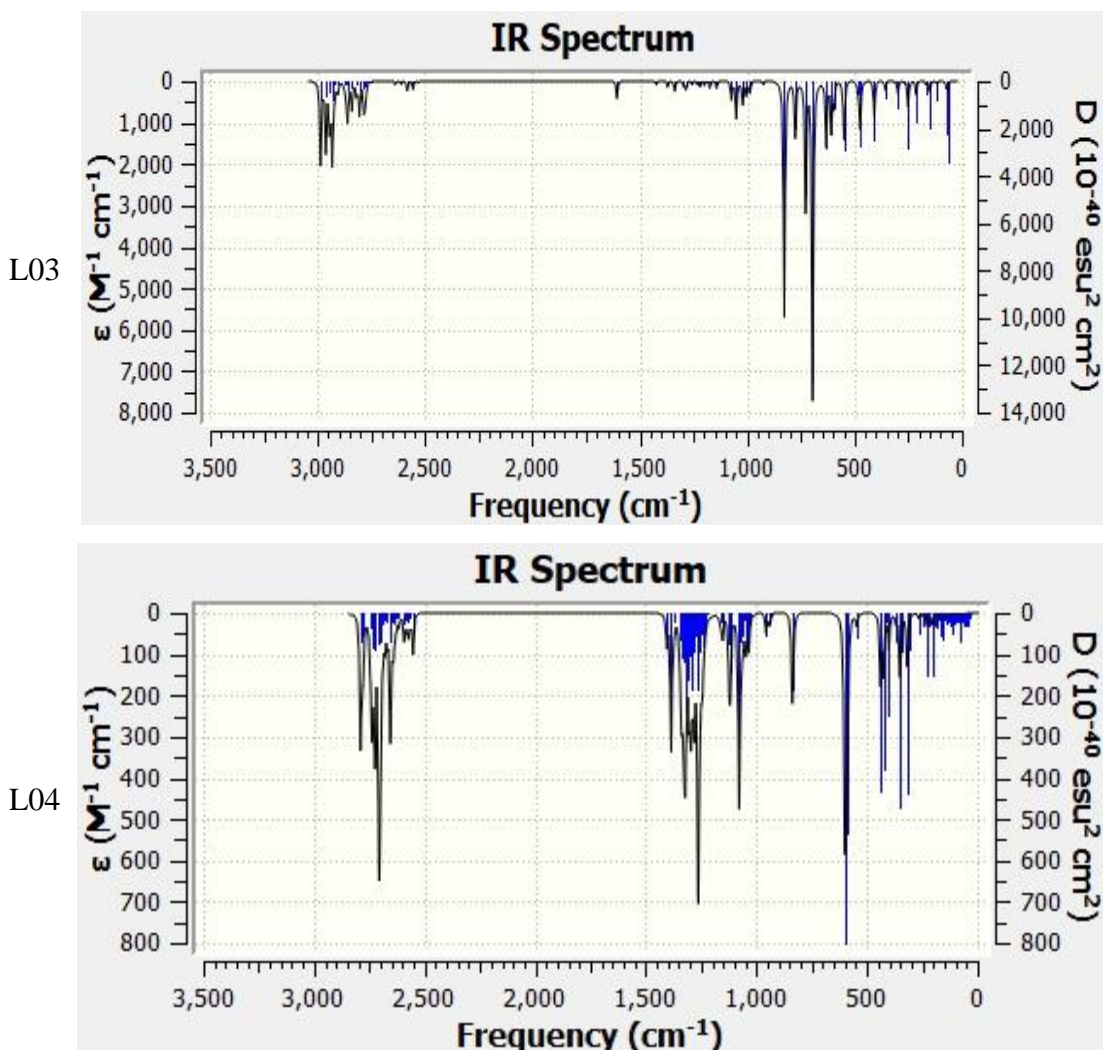 IR Spectrum
0
1,000
2,000
3,000
4,000
5,000
6,000
7,000
8,000
ε (M⁻¹ cm⁻¹)
0
2,000
4,000
6,000
8,000
10,000
12,000
14,000
D (10⁻⁴⁰ esu² cm²)
L03
3,500 3,000 2,500 2,000 1,500 1,000 500 0
Frequency (cm⁻¹)
IR Spectrum
0
100
200
300
400
500
600
700
800
ε (M⁻¹ cm⁻¹)
0
100
200
300
400
500
600
700
800
D (10⁻⁴⁰ esu² cm²)
L04
3,500 3,000 2,500 2,000 1,500 1,000 500 0
Frequency (cm⁻¹)